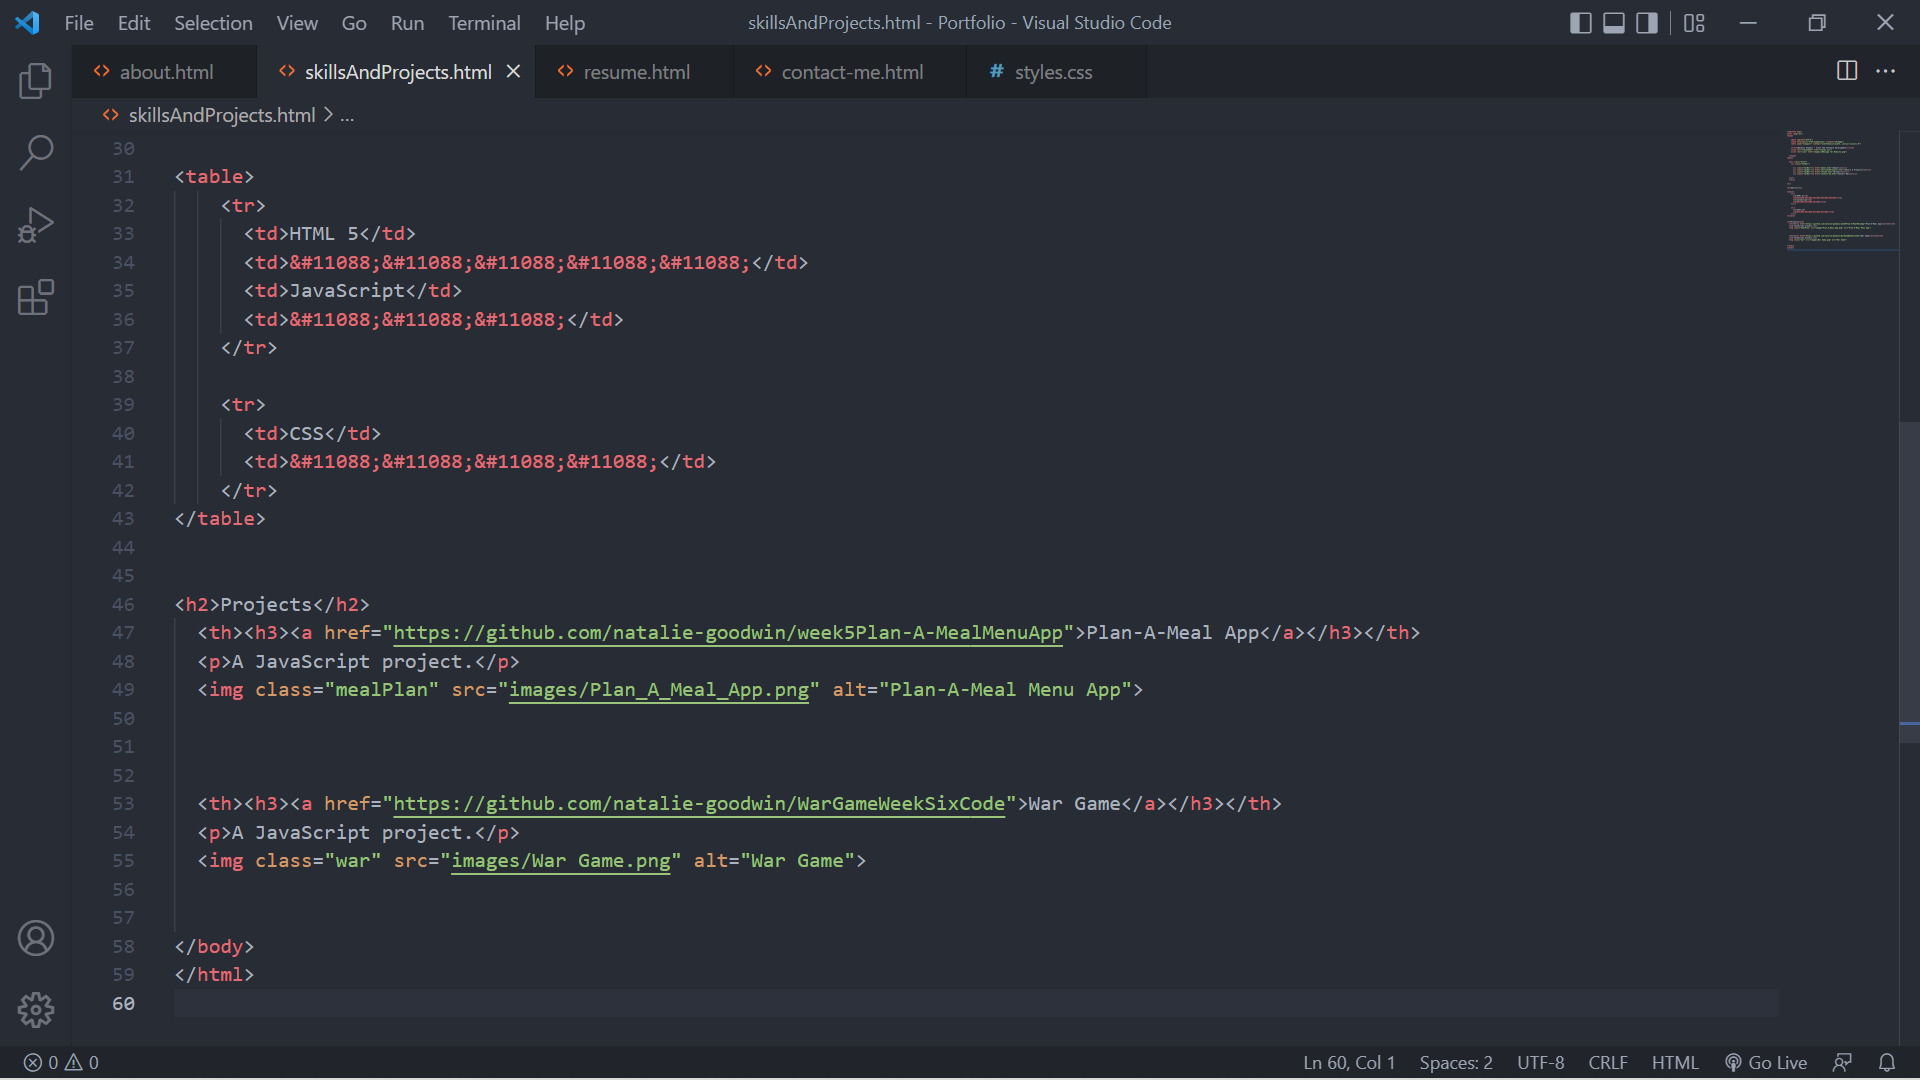 File Edit Selection View Go Run Terminal Help skillsAndProjects.html - Portfolio - Visual Studio Code
about.html skillsAndProjects.html resume.html contact-me.html # styles.css
skillsAndProjects.html > ...
30
31 <table>
32 <tr>
33 <td>HTML 5</td>
34 <td>&#11088;&#11088;&#11088;&#11088;&#11088;</td>
35 <td>JavaScript</td>
36 <td>&#11088;&#11088;&#11088;</td>
37 </tr>
38
39 <tr>
40 <td>CSS</td>
41 <td>&#11088;&#11088;&#11088;&#11088;</td>
42 </tr>
43 </table>
44
45
46 <h2>Projects</h2>
47 <th><h3><a href="https://github.com/natalie-goodwin/week5Plan-A-MealMenuApp">Plan-A-Meal App</a></h3></th>
48 <p>A JavaScript project.</p>
49 <img class="mealPlan" src="images/Plan_A_Meal_App.png" alt="Plan-A-Meal Menu App">
50
51
52
53 <th><h3><a href="https://github.com/natalie-goodwin/WarGameWeekSixCode">War Game</a></h3></th>
54 <p>A JavaScript project.</p>
55 <img class="war" src="images/War Game.png" alt="War Game">
56
57
58 </body>
59 </html>
60
0 0 Ln 60, Col 1 Spaces: 2 UTF-8 CRLF HTML Go Live